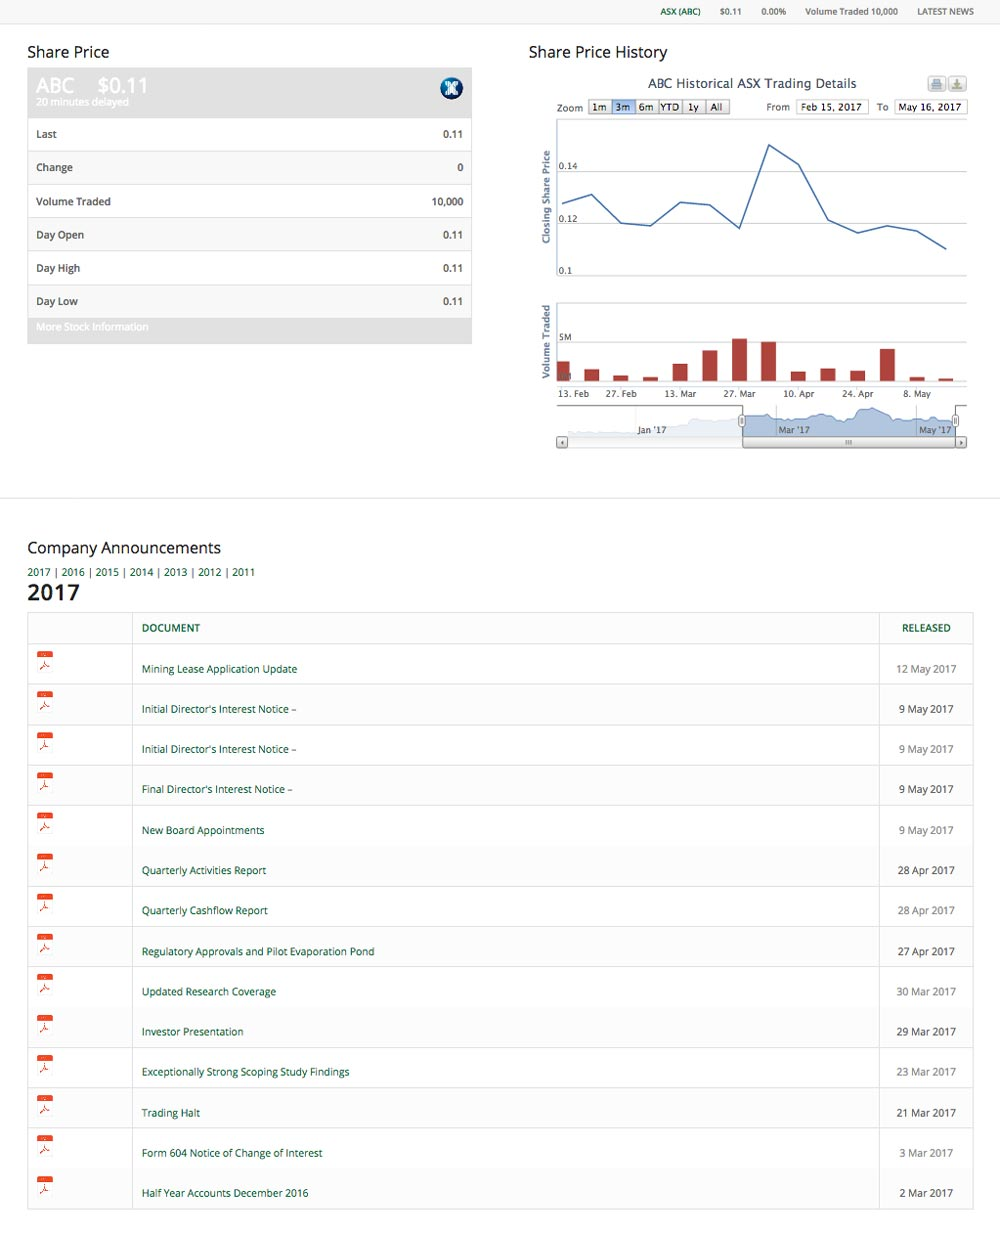 ASX (ABC) $0.11 0.00% Volume Traded 10,000 LATEST NEWS
Share Price
ABC $0.11
20 minutes delayed
Last 0.11
Change 0
Volume Traded 10,000
Day Open 0.11
Day High 0.11
Day Low 0.11
More Stock Information
Share Price History
ABC Historical ASX Trading Details
Zoom 1m 3m 6m YTD 1y All From Feb 15, 2017 To May 16, 2017
Closing Share Price
0.14
0.12
0.1
Volume Traded
5M
13. Feb 27. Feb 13. Mar 27. Mar 10. Apr 24. Apr 8. May
Jan '17 Mar '17 May '17
Company Announcements
2017 | 2016 | 2015 | 2014 | 2013 | 2012 | 2011
2017
DOCUMENT RELEASED
Mining Lease Application Update 12 May 2017
Initial Director's Interest Notice – 9 May 2017
Initial Director's Interest Notice – 9 May 2017
Final Director's Interest Notice – 9 May 2017
New Board Appointments 9 May 2017
Quarterly Activities Report 28 Apr 2017
Quarterly Cashflow Report 28 Apr 2017
Regulatory Approvals and Pilot Evaporation Pond 27 Apr 2017
Updated Research Coverage 30 Mar 2017
Investor Presentation 29 Mar 2017
Exceptionally Strong Scoping Study Findings 23 Mar 2017
Trading Halt 21 Mar 2017
Form 604 Notice of Change of Interest 3 Mar 2017
Half Year Accounts December 2016 2 Mar 2017